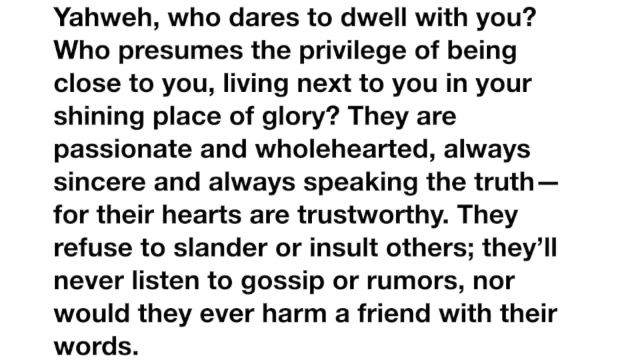 Yahweh, who dares to dwell with you?
Who presumes the privilege of being
close to you, living next to you in your
shining place of glory? They are
passionate and wholehearted, always
sincere and always speaking the truth—
for their hearts are trustworthy. They
refuse to slander or insult others; they’ll
never listen to gossip or rumors, nor
would they ever harm a friend with their
words.